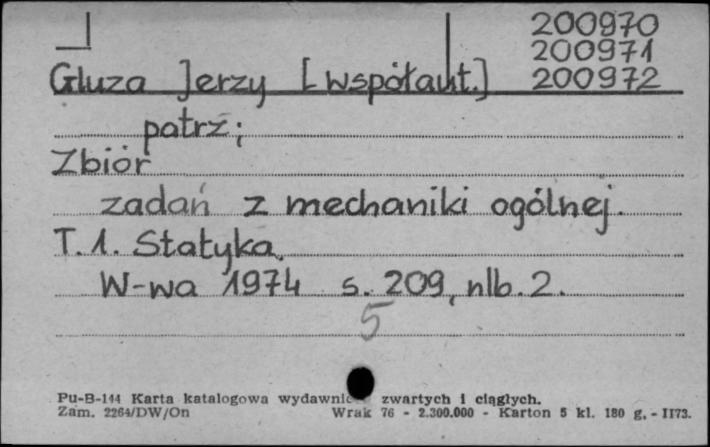 200970
200971
Gluza Jerzy [współaut.] 200972
patrz;
Zbiór
zadań z mechaniki ogólnej.
T. 1. Statyka.
W-wa 1974 s. 209, nlb. 2.
5
Pu-B-144 Karta katalogowa zwartych i ciągłych.
Zam. 2264/DW/On Wrak 76 - 2.300.000 - Karton 5 kl. 180 g. - II73.